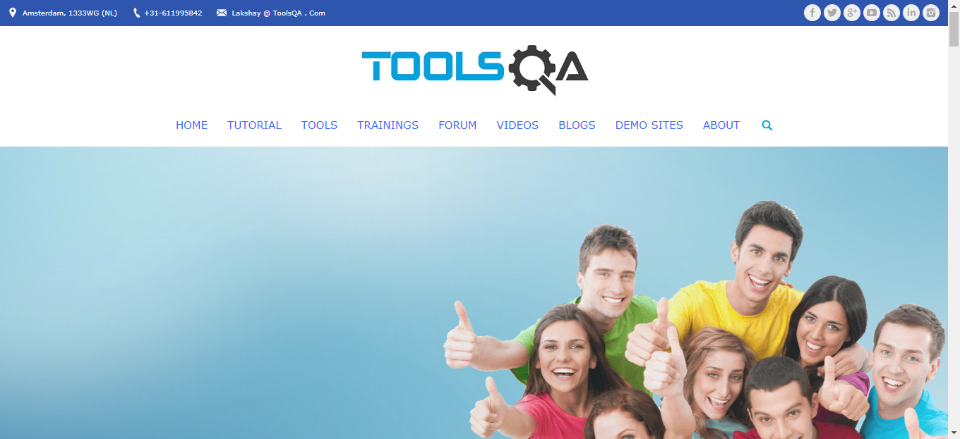 Amsterdam, 1333WG (NL) +31-611995842 Lakshay @ ToolsQA . Com
TOOLSQA
HOME TUTORIAL TOOLS TRAININGS FORUM VIDEOS BLOGS DEMO SITES ABOUT